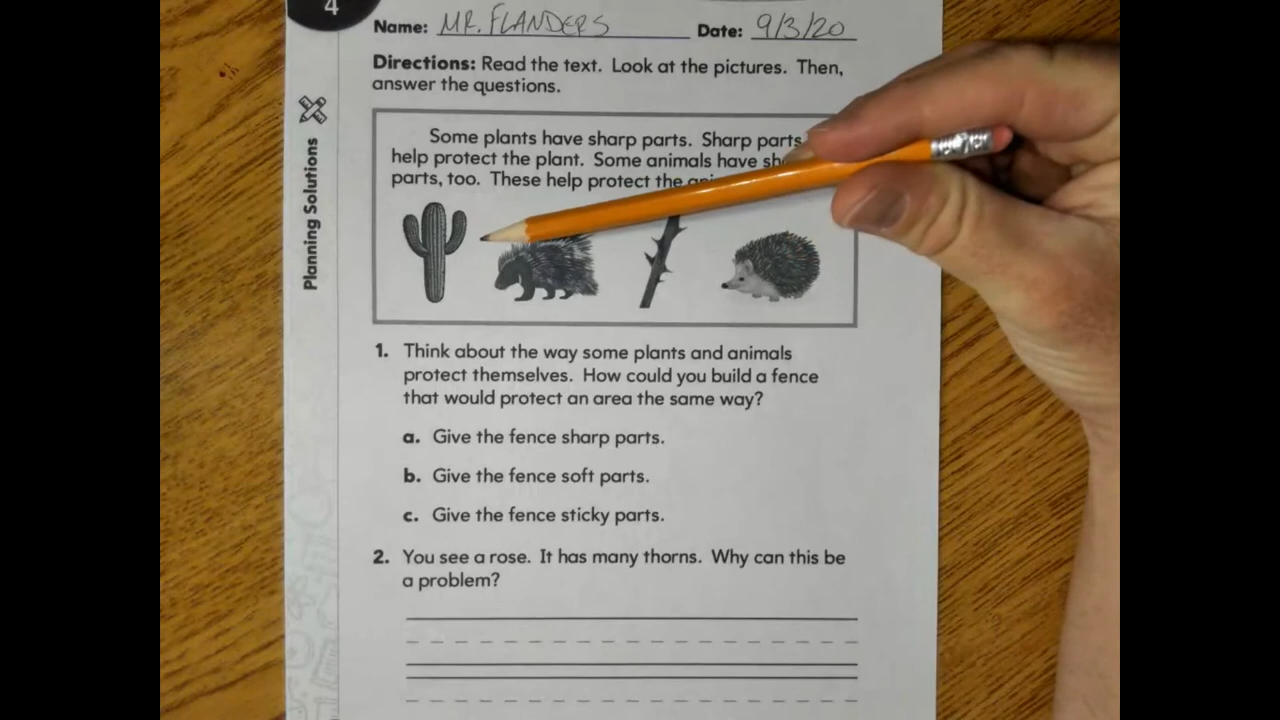 4
Name: MR. FLANDERS Date: 9/3/20
Directions: Read the text. Look at the pictures. Then,
answer the questions.
Planning Solutions
Some plants have sharp parts. Sharp parts
help protect the plant. Some animals have
parts, too. These help protect the
1. Think about the way some plants and animals
protect themselves. How could you build a fence
that would protect an area the same way?
a. Give the fence sharp parts.
b. Give the fence soft parts.
c. Give the fence sticky parts.
2. You see a rose. It has many thorns. Why can this be
a problem?